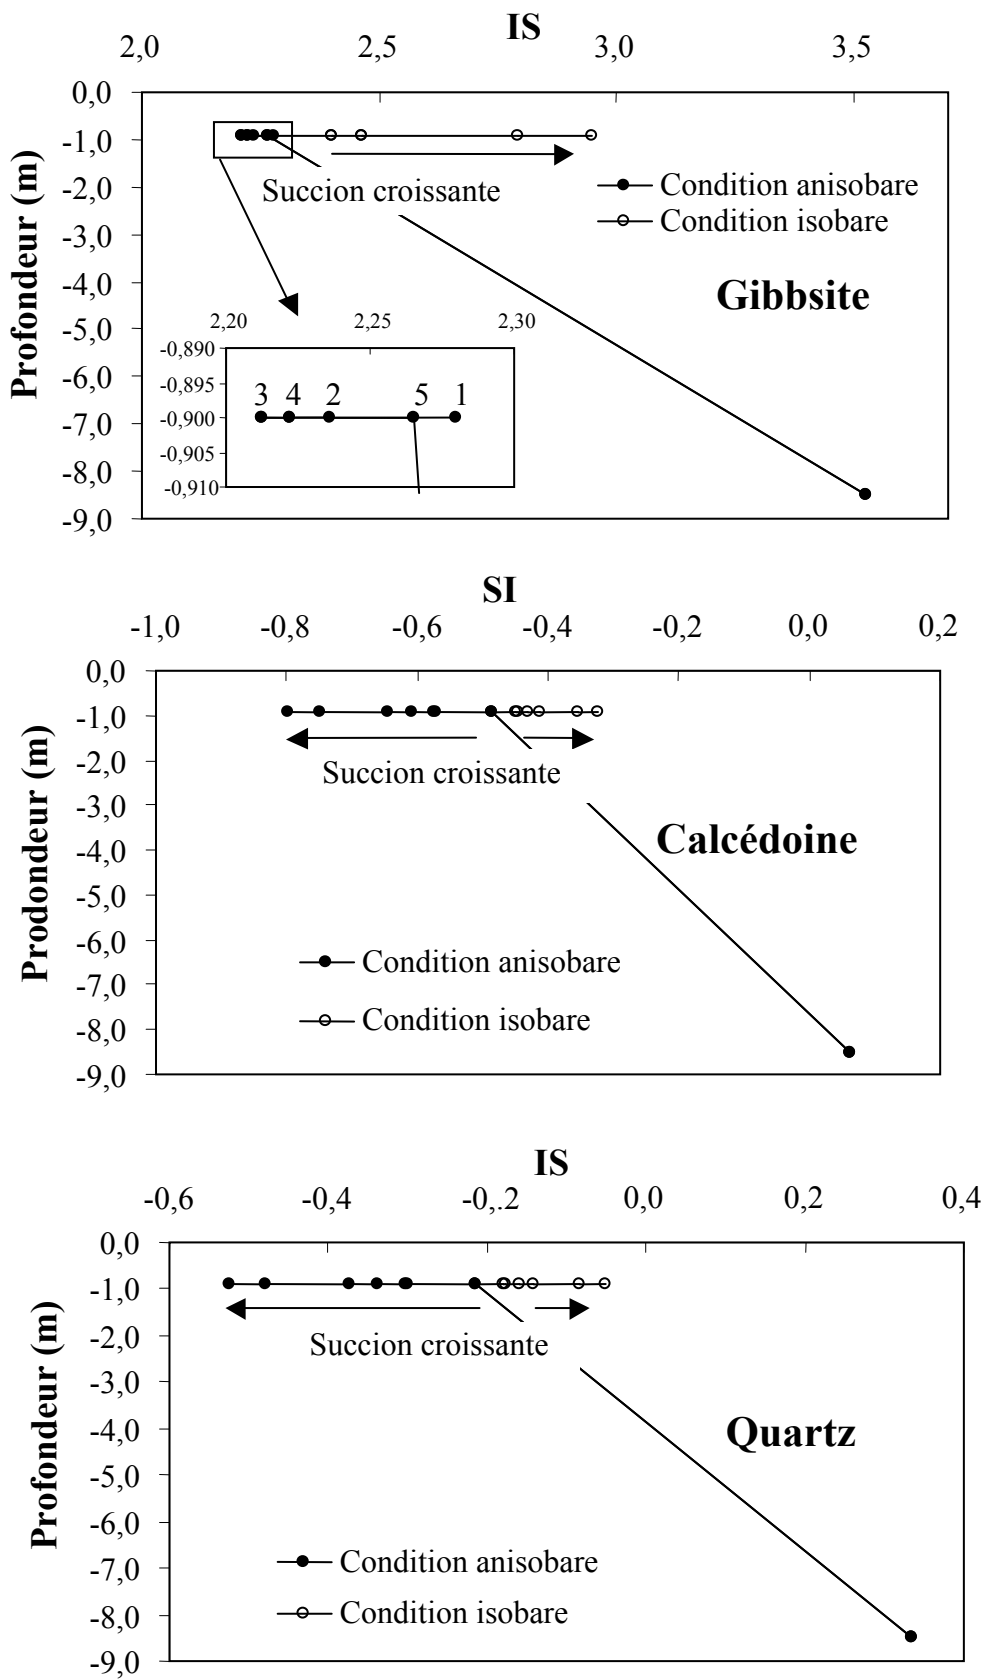 IS
2,0 2,5 3,0 3,5
0,0
-1,0
-2,0
-3,0
-4,0
-5,0
-6,0
-7,0
-8,0
-9,0
Profondeur (m)
Succion croissante
Condition anisobare
Condition isobare
Gibbsite
2,20 2,25 2,30
-0,890
-0,895
-0,900
-0,905
-0,910
3 4 2 5 1
SI
-1,0 -0,8 -0,6 -0,4 -0,2 0,0 0,2
0,0
-1,0
-2,0
-3,0
-4,0
-5,0
-6,0
-7,0
-8,0
-9,0
Prodondeur (m)
Succion croissante
Calcédoine
Condition anisobare
Condition isobare
IS
-0,6 -0,4 -0,.2 0,0 0,2 0,4
0,0
-1,0
-2,0
-3,0
-4,0
-5,0
-6,0
-7,0
-8,0
-9,0
Profondeur (m)
Succion croissante
Quartz
Condition anisobare
Condition isobare